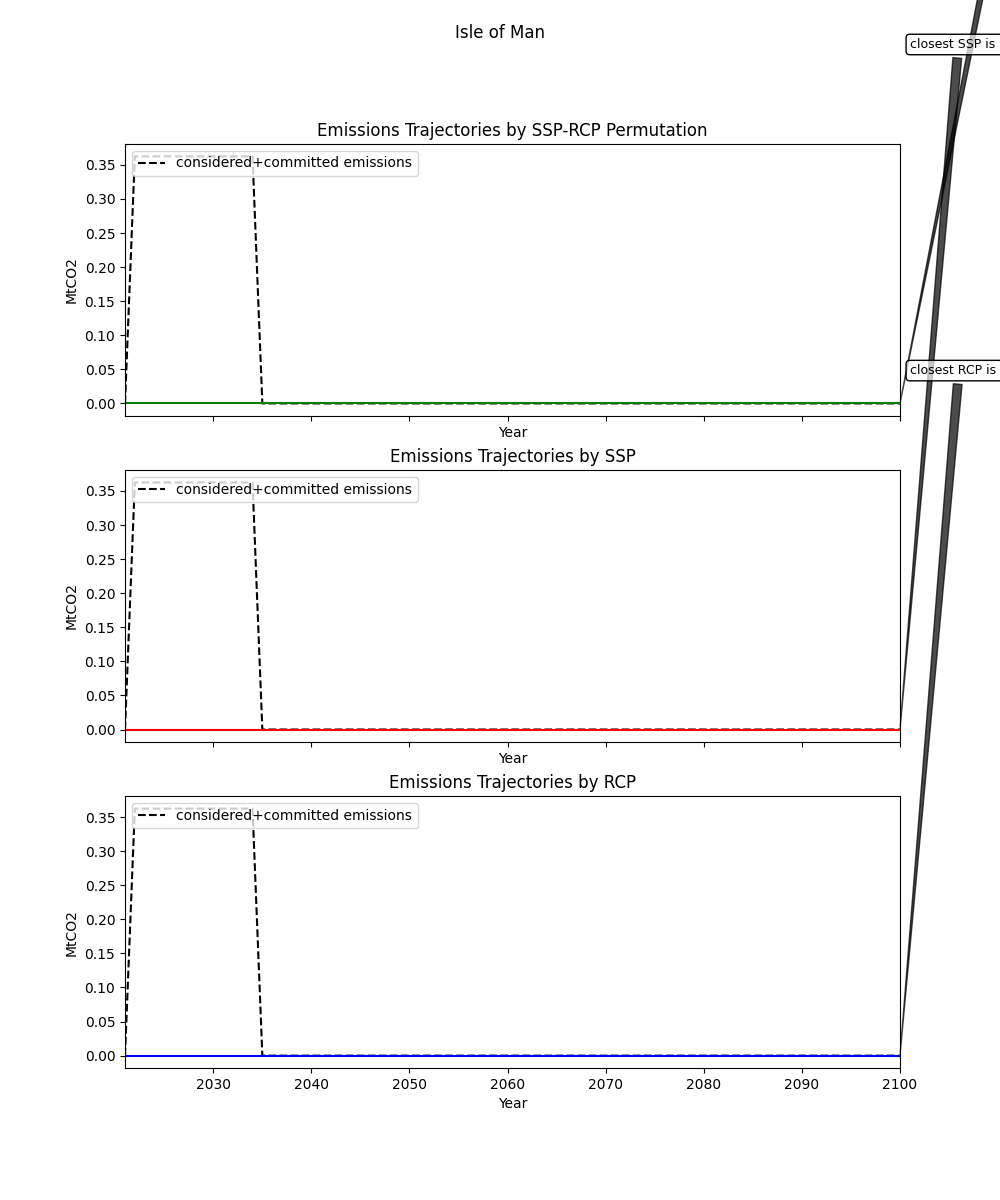 Isle of Man
closest SSP is
Emissions Trajectories by SSP-RCP Permutation
considered+committed emissions
0.35
0.30
0.25
0.20
0.15
0.10
0.05
0.00
MtCO2
Year
closest RCP is
Emissions Trajectories by SSP
considered+committed emissions
0.35
0.30
0.25
0.20
0.15
0.10
0.05
0.00
MtCO2
Year
Emissions Trajectories by RCP
considered+committed emissions
0.35
0.30
0.25
0.20
0.15
0.10
0.05
0.00
MtCO2
2030 2040 2050 2060 2070 2080 2090 2100
Year